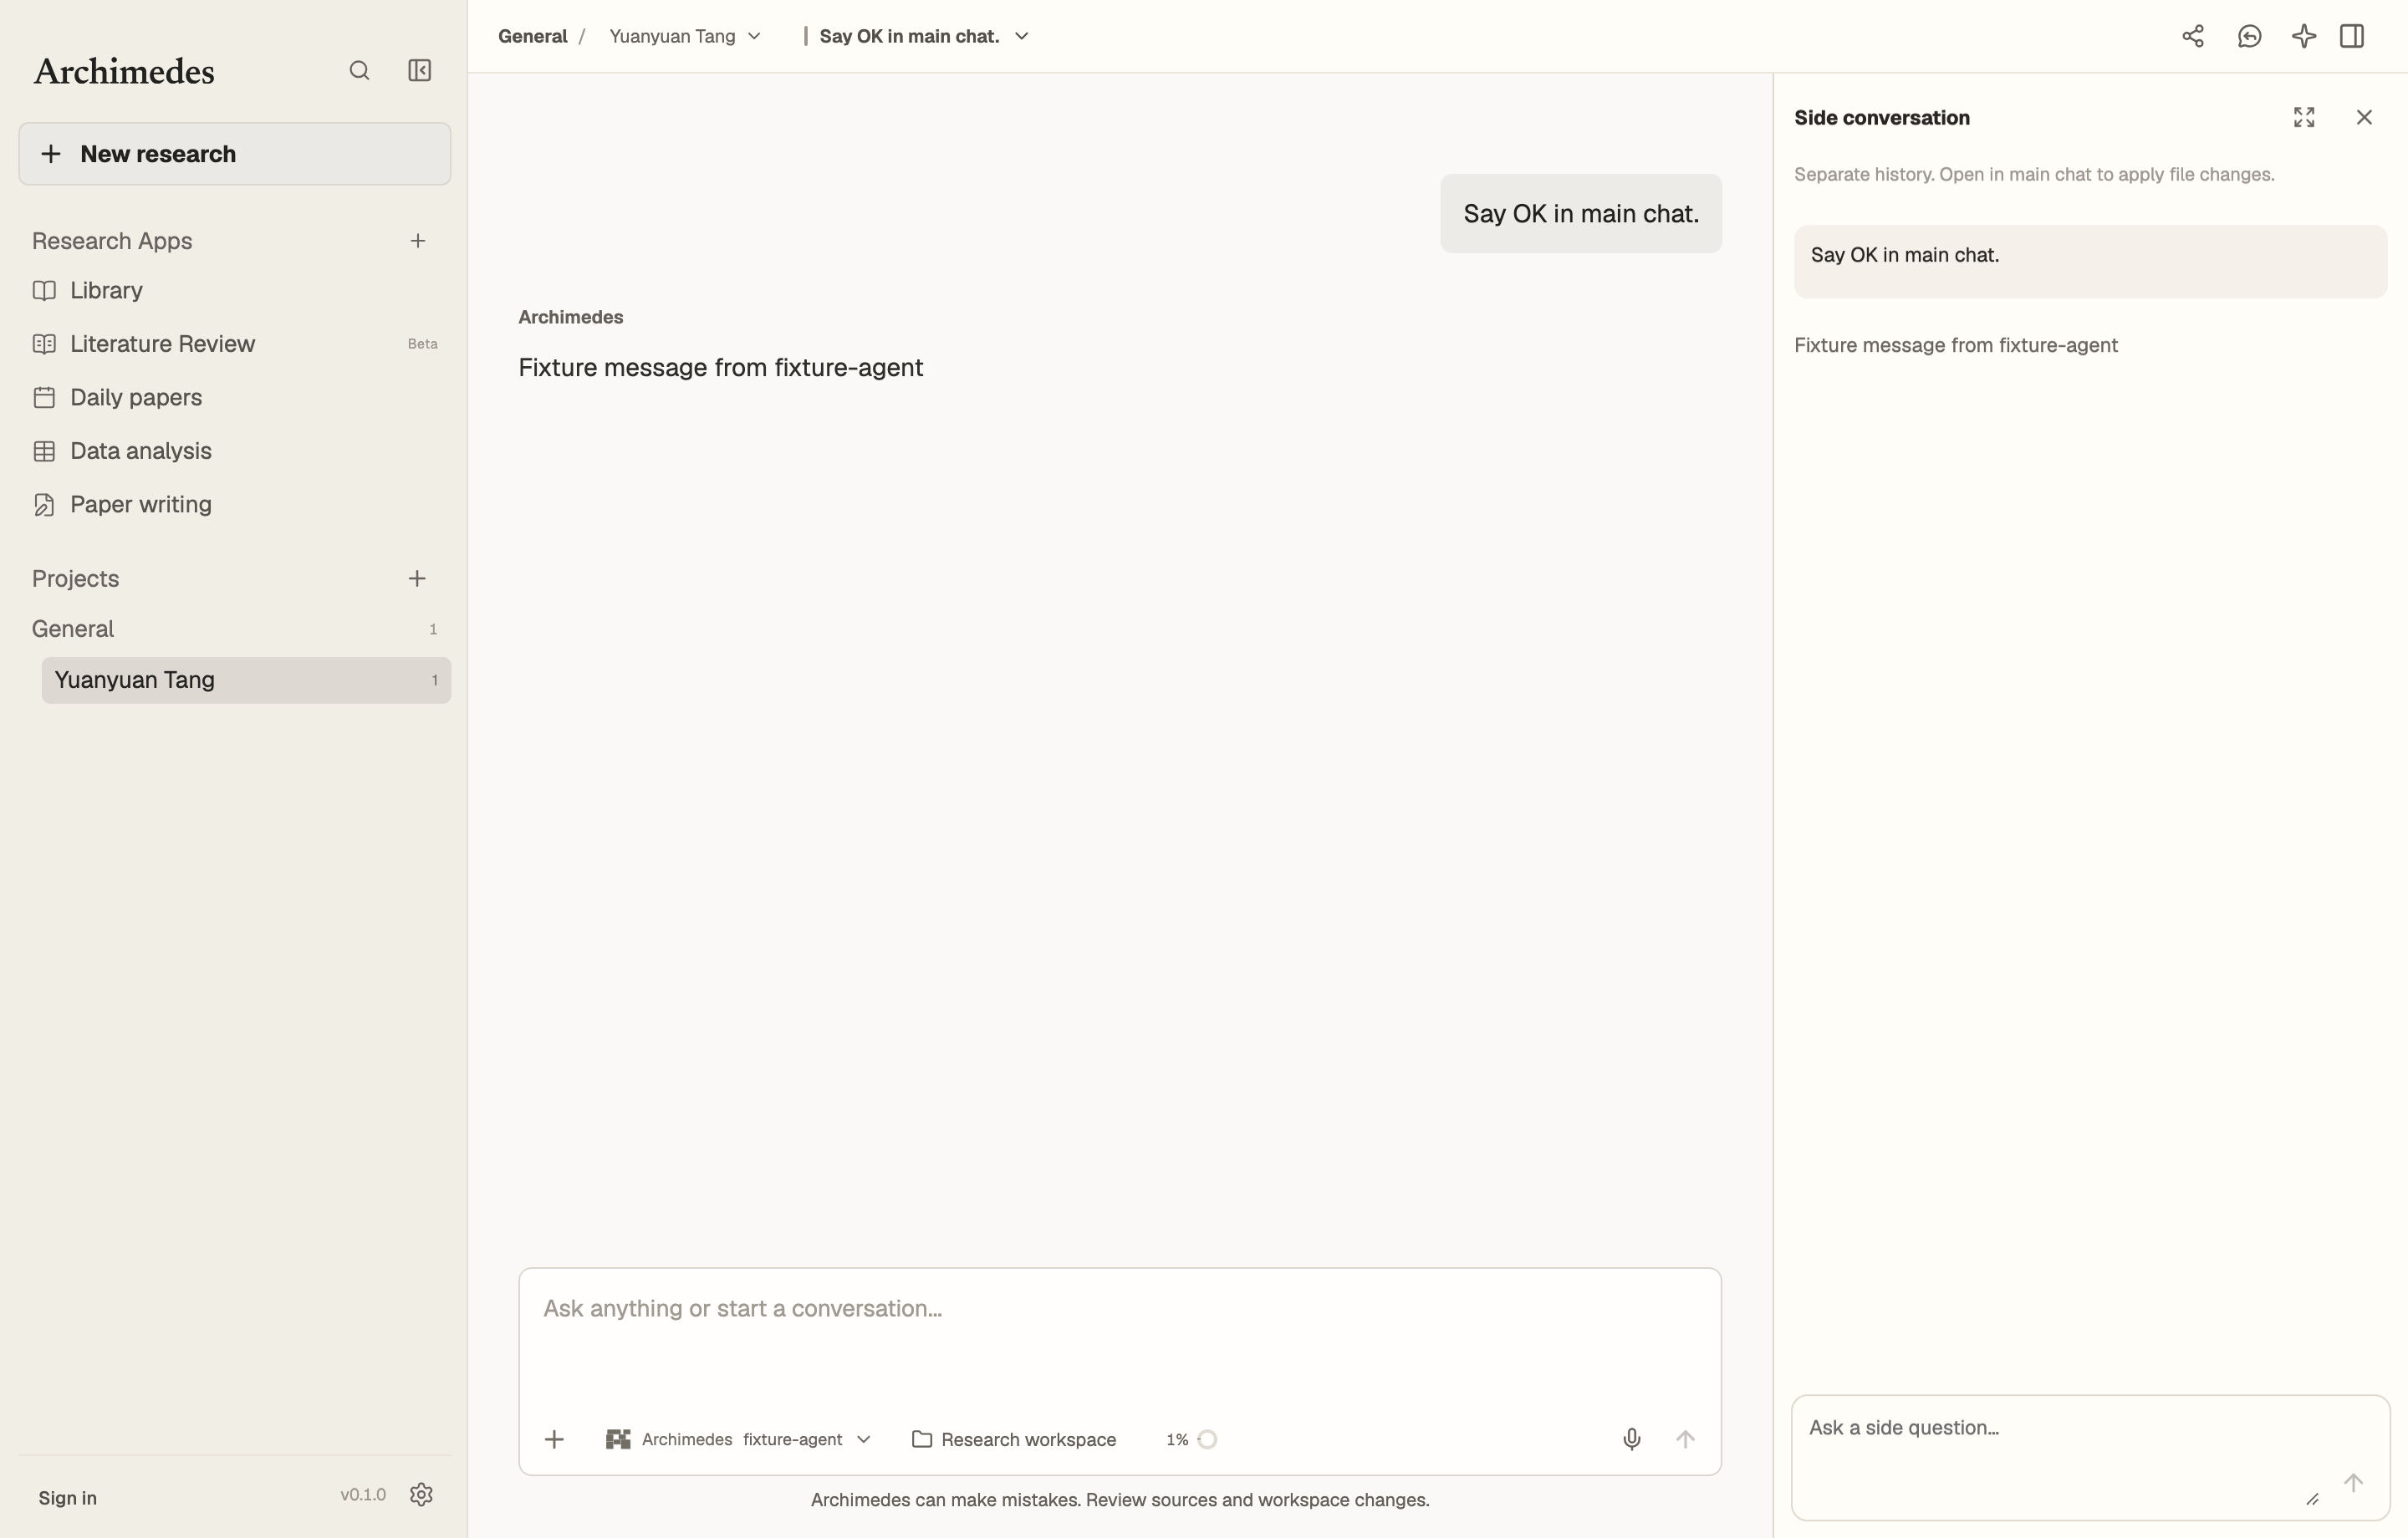 Archimedes
New research
Research Apps
Library
Literature Review Beta
Daily papers
Data analysis
Paper writing
Projects
General 1
Yuanyuan Tang 1
Sign in v0.1.0
General / Yuanyuan Tang Say OK in main chat.
Say OK in main chat.
Archimedes
Fixture message from fixture-agent
Ask anything or start a conversation...
Archimedes fixture-agent Research workspace 1%
Archimedes can make mistakes. Review sources and workspace changes.
Side conversation
Separate history. Open in main chat to apply file changes.
Say OK in main chat.
Fixture message from fixture-agent
Ask a side question...